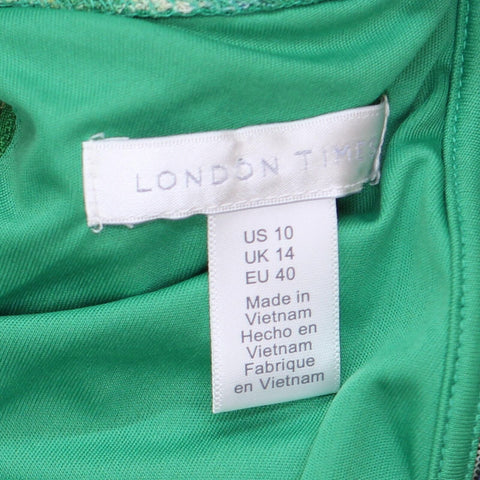 LONDON TIMES
US 10
UK 14
EU 40
Made in
Vietnam
Hecho en
Vietnam
Fabrique
en Vietnam